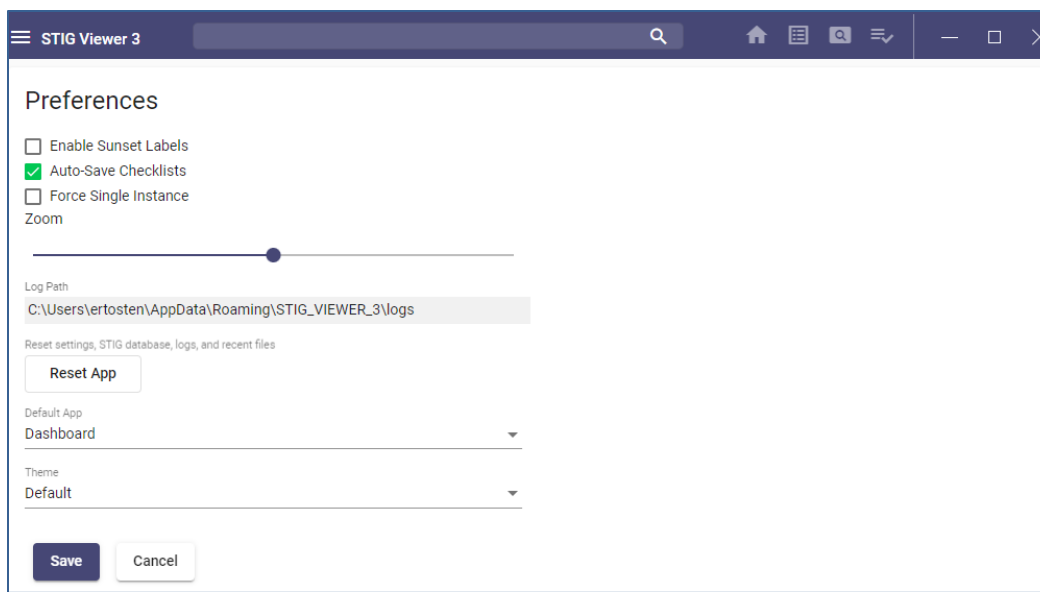 STIG Viewer 3
Preferences
Enable Sunset Labels
Auto-Save Checklists
Force Single Instance
Zoom
Log Path
C:\Users\ertosten\AppData\Roaming\STIG_VIEWER_3\logs
Reset settings, STIG database, logs, and recent files
Reset App
Default App
Dashboard
Theme
Default
Save Cancel